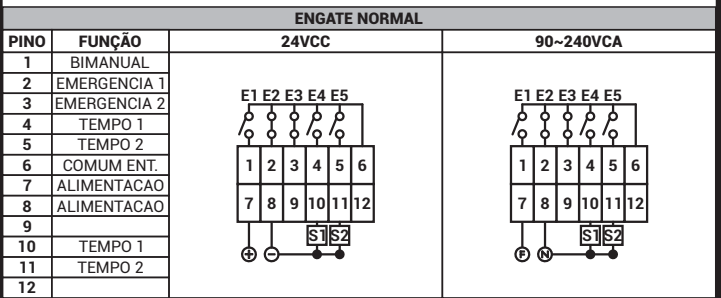 ENGATE NORMAL
PINO FUNÇÃO 24VCC 90~240VCA
1 BIMANUAL
2 EMERGENCIA 1
3 EMERGENCIA 2
4 TEMPO 1
5 TEMPO 2
6 COMUM ENT.
7 ALIMENTACAO
8 ALIMENTACAO
9
10 TEMPO 1
11 TEMPO 2
12
E1 E2 E3 E4 E5
1 2 3 4 5 6
7 8 9 10 11 12
S1 S2
+ −
E1 E2 E3 E4 E5
1 2 3 4 5 6
7 8 9 10 11 12
S1 S2
F N